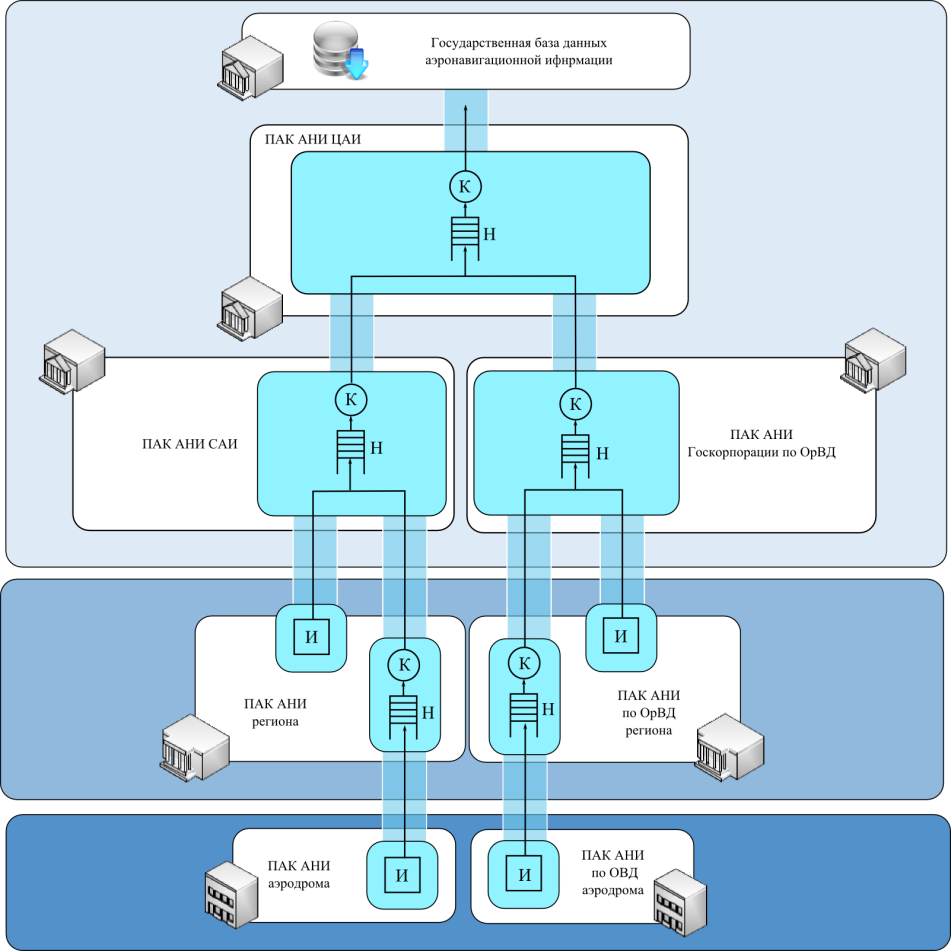 Государственная база данных
аэронавигационной ифнрмации
ПАК АНИ ЦАИ
К
Н
К
Н
ПАК АНИ САИ
К
Н
ПАК АНИ
Госкорпорации по ОрВД
И
К
Н
ПАК АНИ
региона
К
Н
И
ПАК АНИ
по ОрВД
региона
ПАК АНИ
аэродрома
И
И
ПАК АНИ
по ОВД
аэродрома